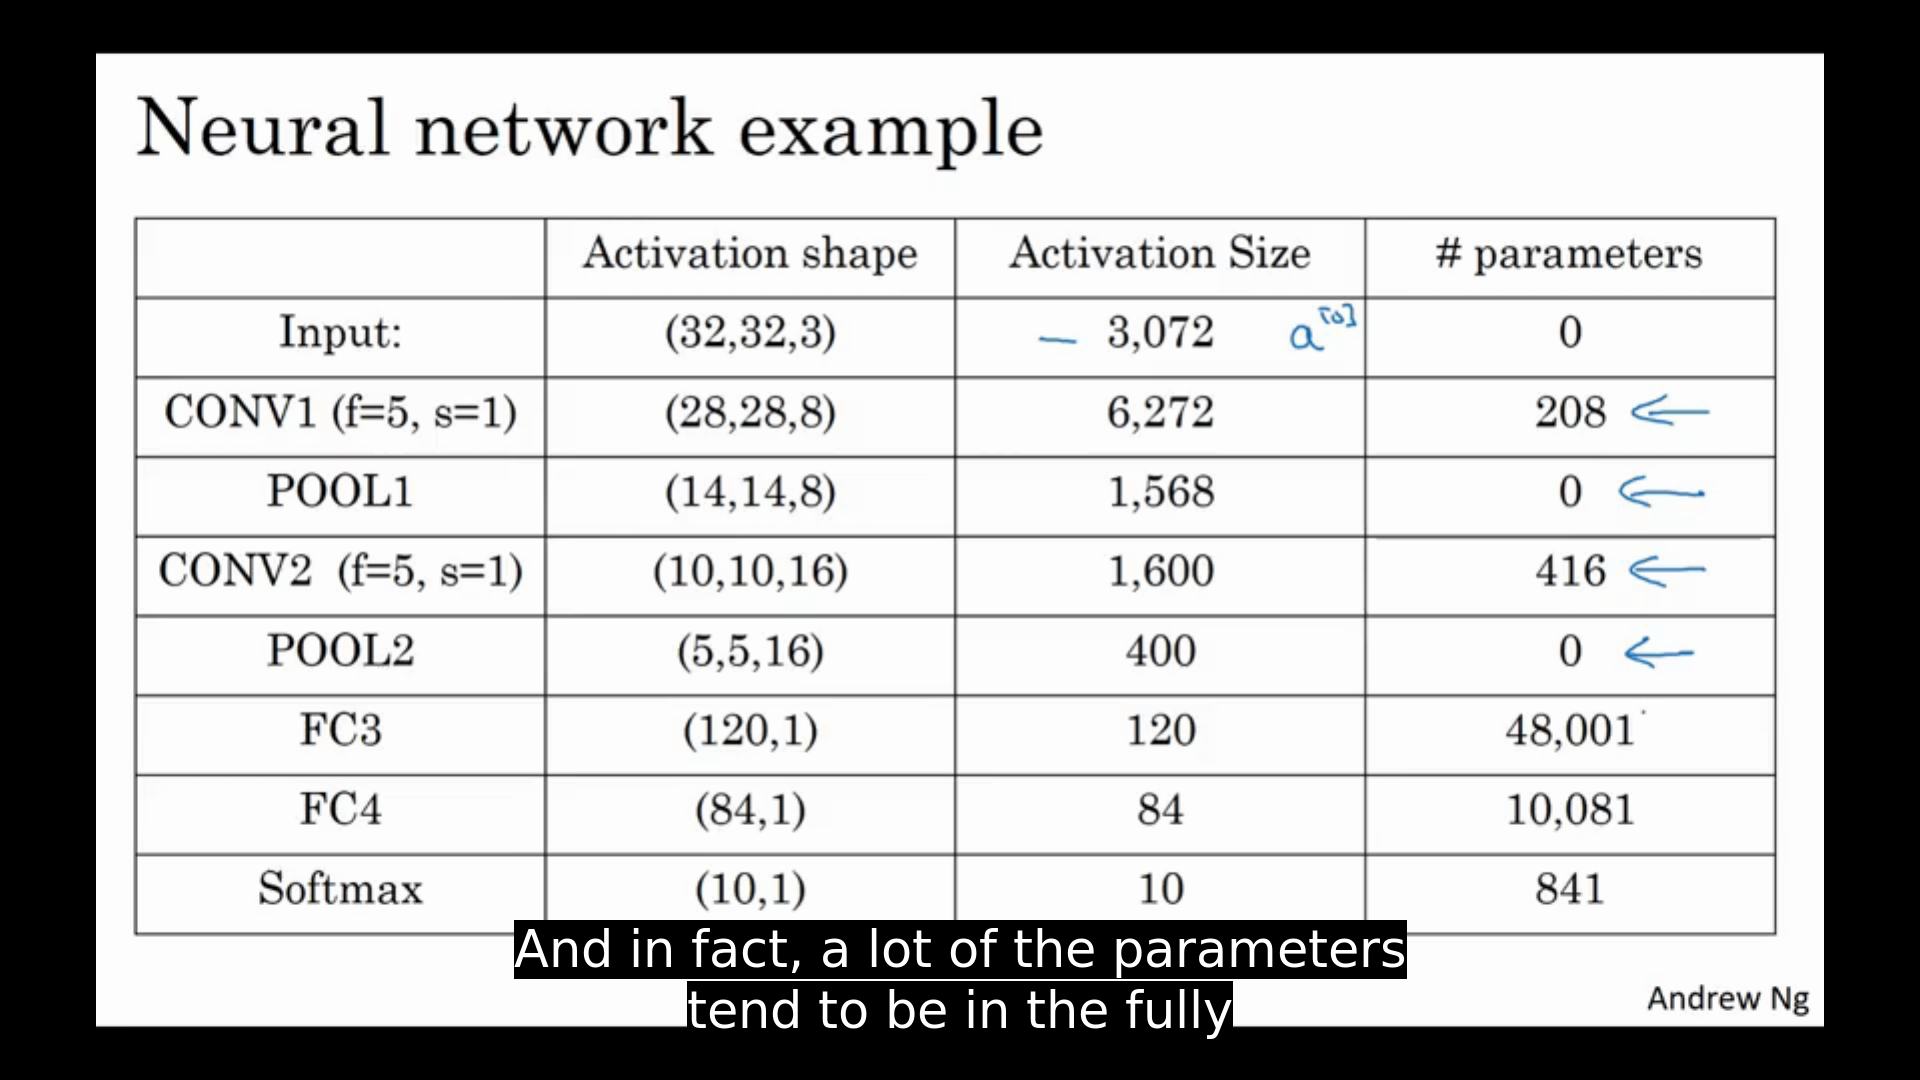 Neural network example
Activation shape Activation Size # parameters
Input: (32,32,3) — 3,072 a[0] 0
CONV1 (f=5, s=1) (28,28,8) 6,272 208 ←
POOL1 (14,14,8) 1,568 0 ←
CONV2 (f=5, s=1) (10,10,16) 1,600 416 ←
POOL2 (5,5,16) 400 0 ←
FC3 (120,1) 120 48,001
FC4 (84,1) 84 10,081
Softmax (10,1) 10 841
And in fact, a lot of the parameters
tend to be in the fully
Andrew Ng